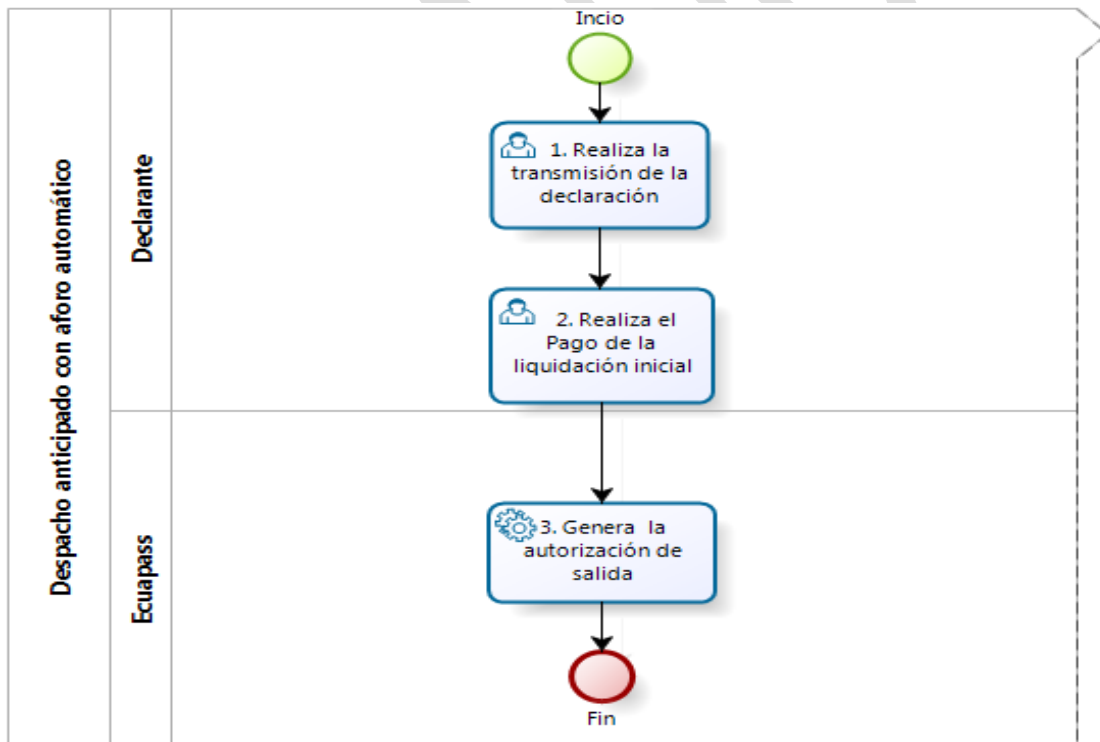 Despacho anticipado con aforo automático
Declarante
Incio
1. Realiza la
transmisión de la
declaración
2. Realiza el
Pago de la
liquidación inicial
Ecuapass
3. Genera la
autorización de
salida
Fin